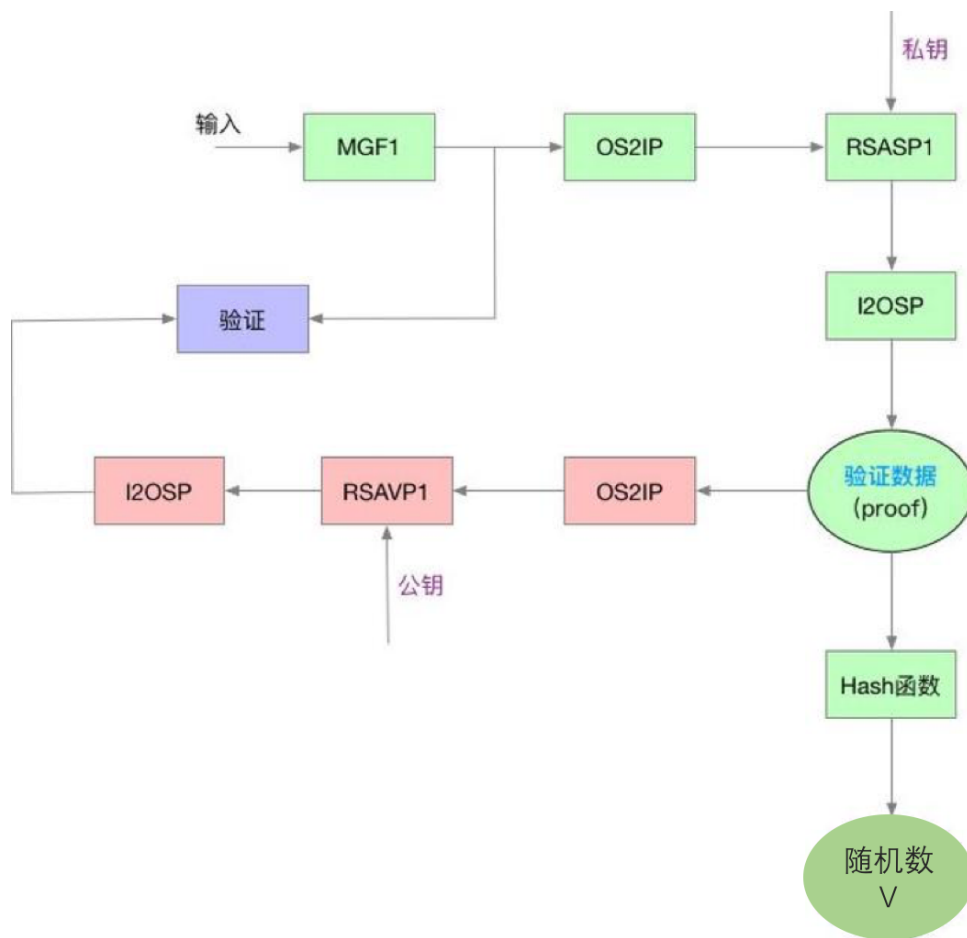 私钥
输入
MGF1
OS2IP
RSASP1
验证
I2OSP
I2OSP
RSAVP1
OS2IP
验证数据
(proof)
公钥
Hash函数
随机数
V